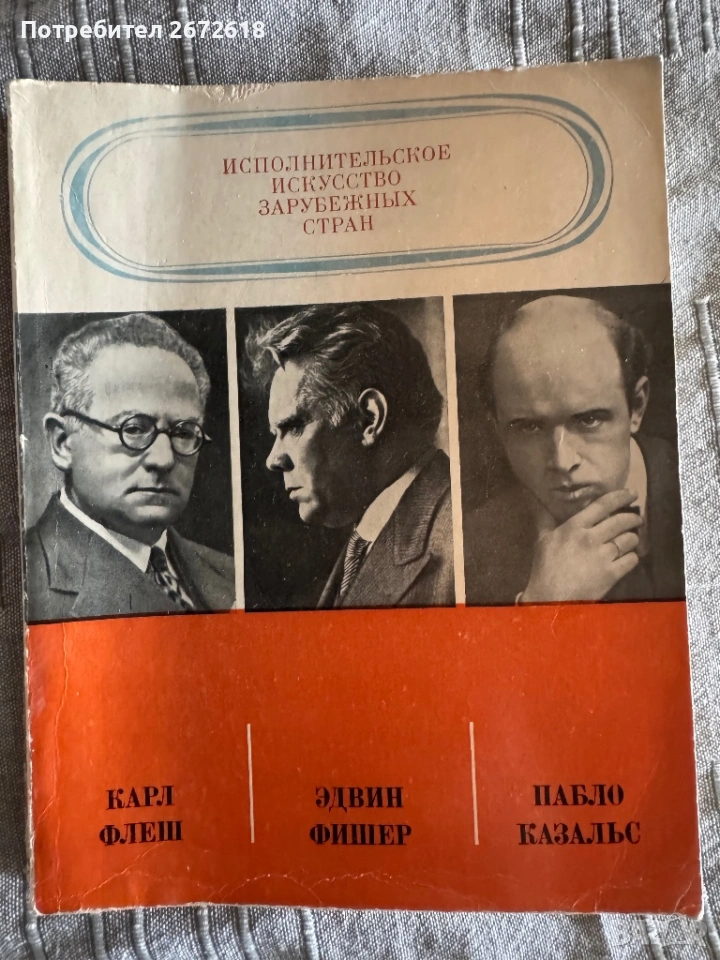 Потребител 2672618
ИСПОЛНИТЕЛЬСКОЕ
ИСКУССТВО
ЗАРУБЕЖНЫХ
СТРАН
КАРЛ
ФЛЕШ
ЭДВИН
ФИШЕР
ПАБЛО
КАЗАЛЬС